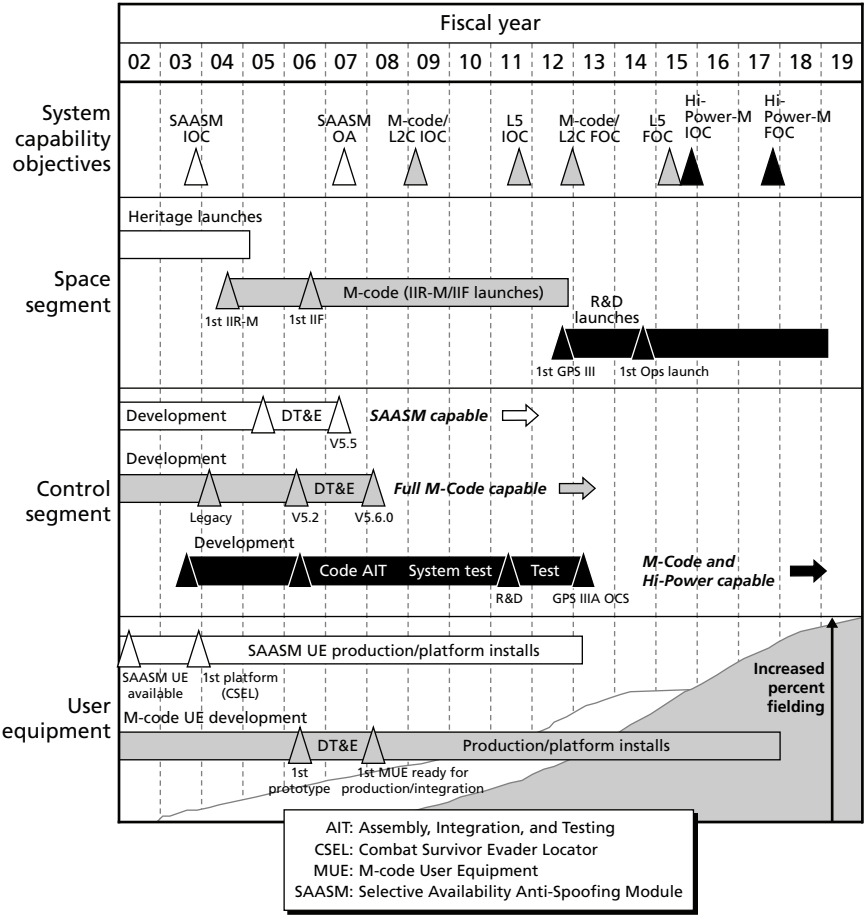 Fiscal year
02 03 04 05 06 07 08 09 10 11 12 13 14 15 16 17 18 19
System
capability
objectives
SAASM
IOC
SAASM
OA
M-code/
L2C IOC
L5
IOC
M-code/
L2C FOC
L5
FOC
Hi-
Power-M
IOC
Hi-
Power-M
FOC
Space
segment
Heritage launches
M-code (IIR-M/IIF launches)
1st IIR-M
1st IIF
R&D
launches
1st GPS III
1st Ops launch
Control
segment
Development
DT&E
V5.5
SAASM capable
Development
DT&E
Legacy
V5.2
V5.6.0
Full M-Code capable
Development
Code AIT
System test
Test
R&D
GPS IIIA OCS
M-Code and
Hi-Power capable
User
equipment
SAASM UE production/platform installs
SAASM UE
available
1st platform
(CSEL)
M-code UE development
DT&E
Production/platform installs
1st
prototype
1st MUE ready for
production/integration
Increased
percent
fielding
AIT: Assembly, Integration, and Testing
CSEL: Combat Survivor Evader Locator
MUE: M-code User Equipment
SAASM: Selective Availability Anti-Spoofing Module